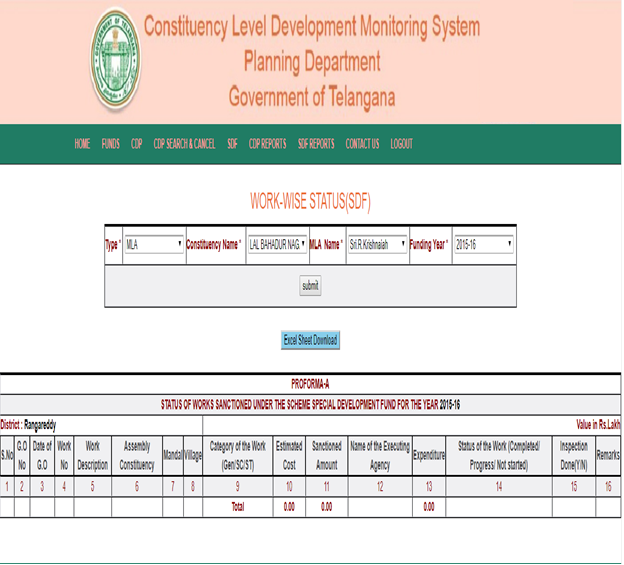 Constituency Level Development Monitoring System
Planning Department
Government of Telangana
HOME FUNDS CDP CDP SEARCH & CANCEL SDF CDP REPORTS SDF REPORTS CONTACT US LOGOUT
WORK-WISE STATUS(SDF)
Type * MLA Constituency Name * LAL BAHADUR NAG. MLA Name * Sri.R.Krishnaiah Funding Year * 2015-16
submit
Excel Sheet Download
PROFORMA-A
STATUS OF WORKS SANCTIONED UNDER THE SCHEME SPECIAL DEVELOPMENT FUND FOR THE YEAR 2015-16
District : Rangareddy Value in Rs.Lakh
S.No G.O No Date of G.O Work No Work Description Assembly Constituency Mandal Village Category of the Work (Gen/SC/ST) Estimated Cost Sanctioned Amount Name of the Executing Agency Expenditure Status of the Work (Completed/ Progress/ Not started) Inspection Done(Y/N) Remarks
1 2 3 4 5 6 7 8 9 10 11 12 13 14 15 16
Total 0.00 0.00 0.00